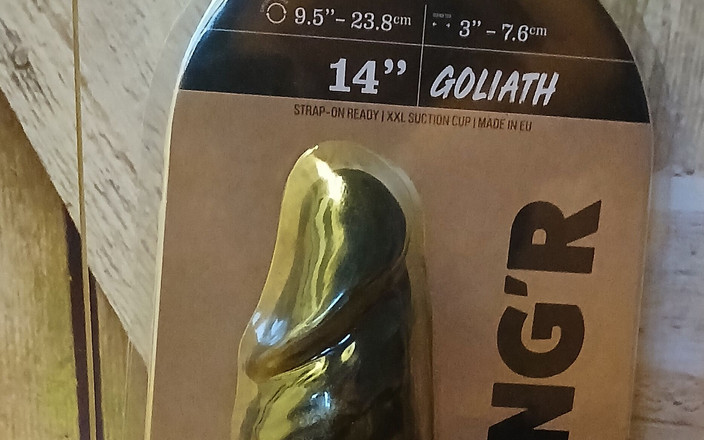 9.5” – 23.8cm
3” – 7.6cm
14”
GOLIATH
STRAP-ON READY | XXL SUCTION CUP | MADE IN EU
NG'R